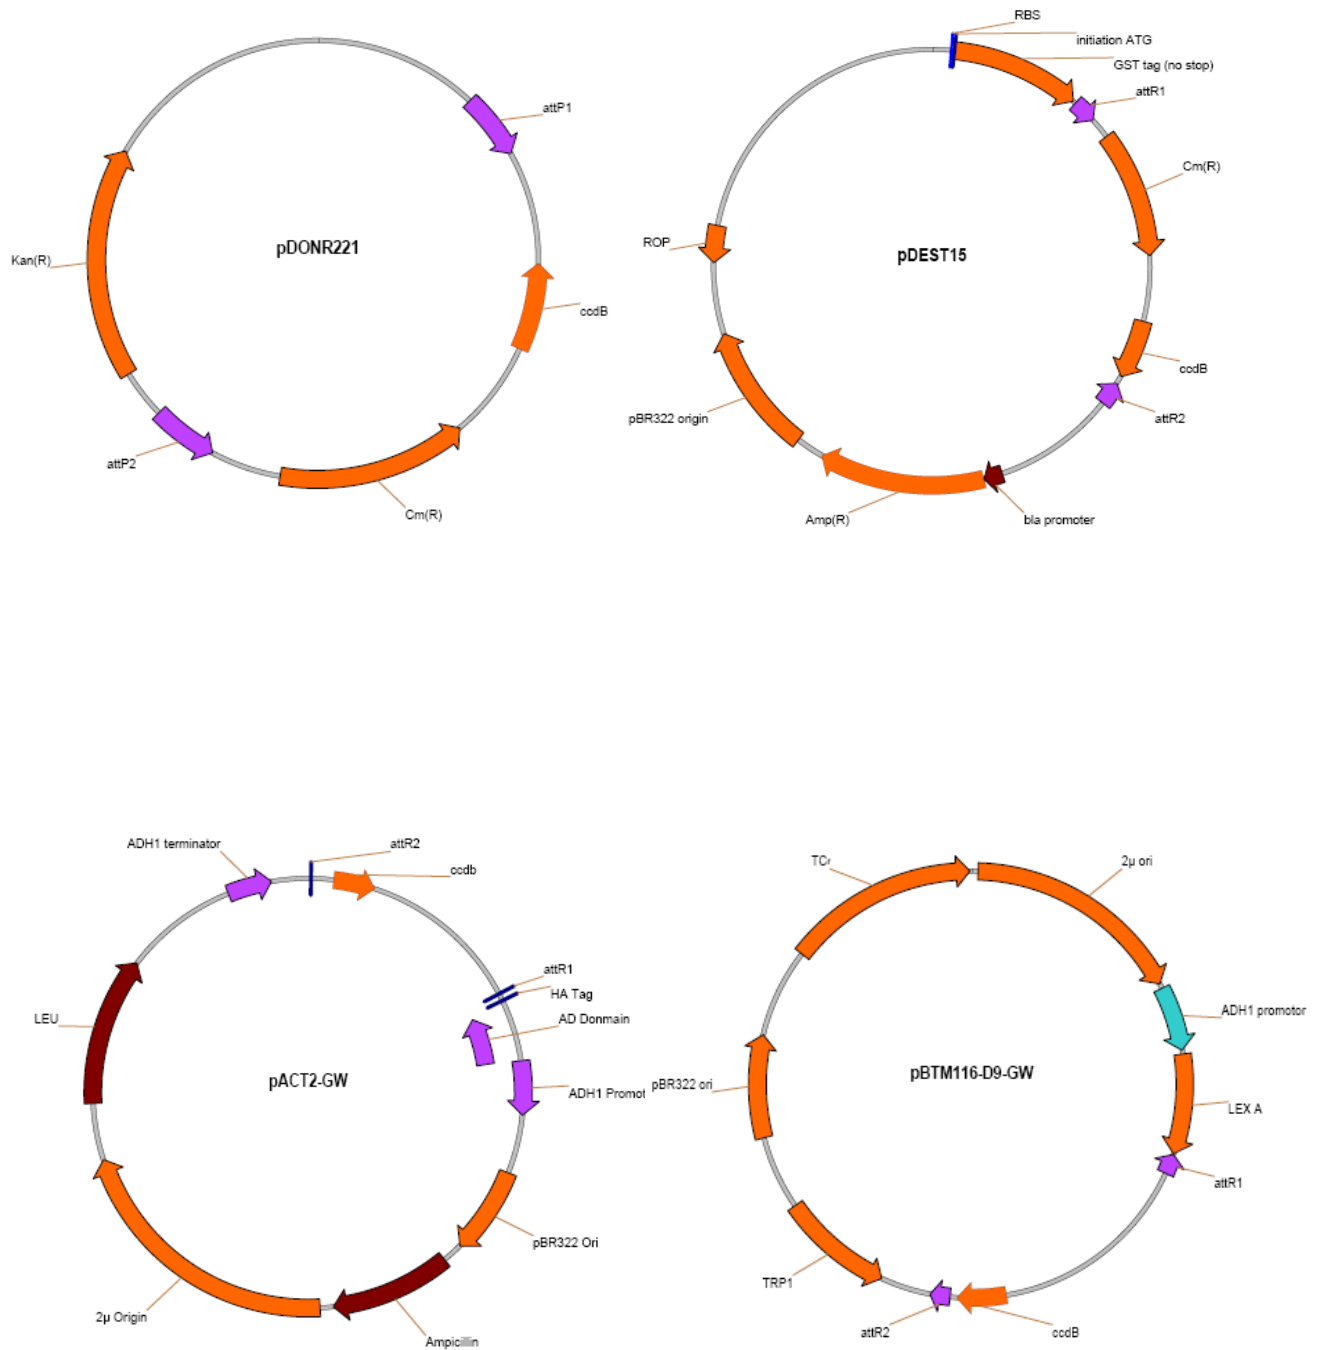 RBS
initiation ATG
GST tag (no stop)
attP1
attR1
Cm(R)
Kan(R)
pDONR221
ROP
pDEST15
ccdB
ccdB
pBR322 origin
attR2
attP2
Cm(R)
Amp(R)
bla promoter
ADH1 terminator
attR2
ccdb
TCr
2µ ori
attR1
HA Tag
AD Donmain
LEU
ADH1 promotor
pACT2-GW
pBTM116-D9-GW
ADH1 Promot
pBR322 ori
LEX A
attR1
pBR322 Ori
TRP1
2µ Origin
Ampicillin
attR2
ccdB